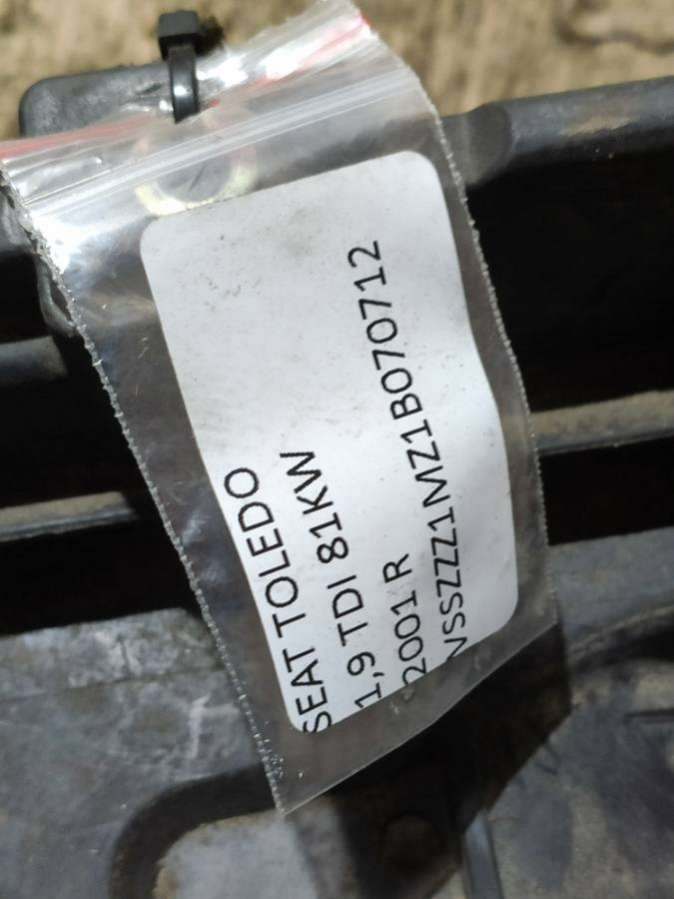 SEAT TOLEDO
1,9 TDI 81KW
2001 R
VSSZZZ1MZ1B070712